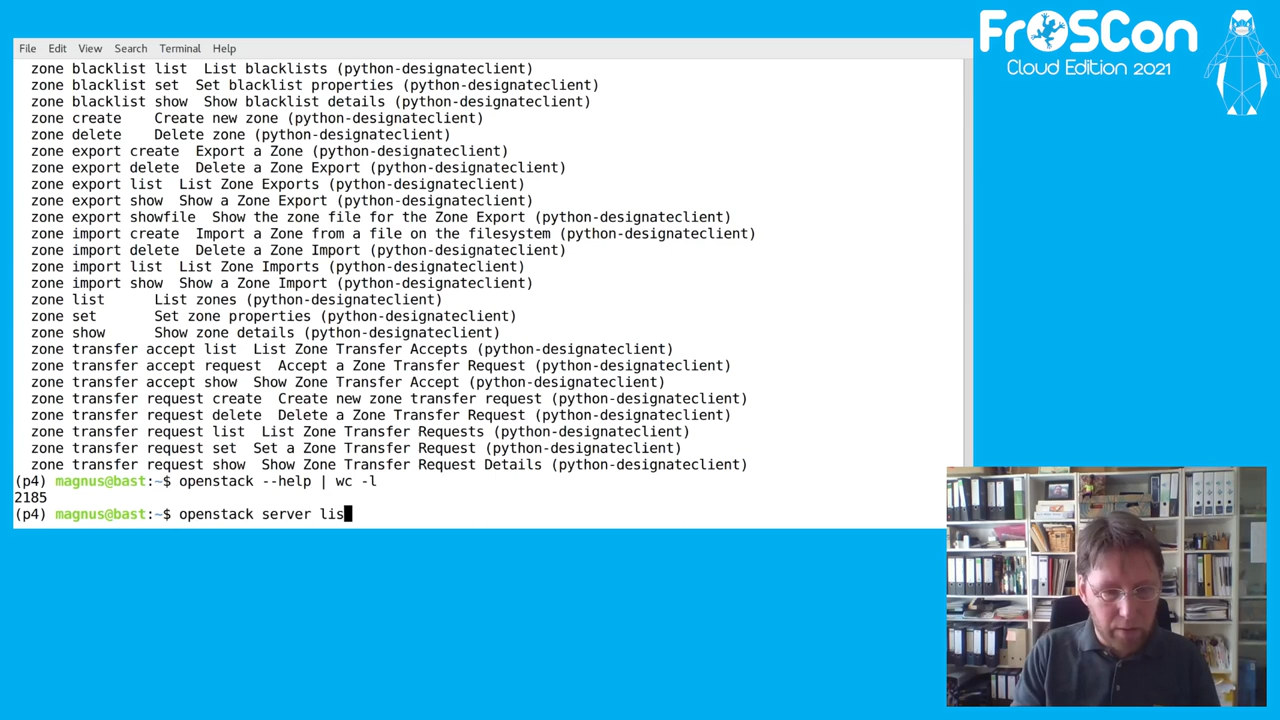 FrOSCon
Cloud Edition 2021
File Edit View Search Terminal Help
zone blacklist list List blacklists (python-designateclient)
zone blacklist set Set blacklist properties (python-designateclient)
zone blacklist show Show blacklist details (python-designateclient)
zone create Create new zone (python-designateclient)
zone delete Delete zone (python-designateclient)
zone export create Export a Zone (python-designateclient)
zone export delete Delete a Zone Export (python-designateclient)
zone export list List Zone Exports (python-designateclient)
zone export show Show a Zone Export (python-designateclient)
zone export showfile Show the zone file for the Zone Export (python-designateclient)
zone import create Import a Zone from a file on the filesystem (python-designateclient)
zone import delete Delete a Zone Import (python-designateclient)
zone import list List Zone Imports (python-designateclient)
zone import show Show a Zone Import (python-designateclient)
zone list List zones (python-designateclient)
zone set Set zone properties (python-designateclient)
zone show Show zone details (python-designateclient)
zone transfer accept list List Zone Transfer Accepts (python-designateclient)
zone transfer accept request Accept a Zone Transfer Request (python-designateclient)
zone transfer accept show Show Zone Transfer Accept (python-designateclient)
zone transfer request create Create new zone transfer request (python-designateclient)
zone transfer request delete Delete a Zone Transfer Request (python-designateclient)
zone transfer request list List Zone Transfer Requests (python-designateclient)
zone transfer request set Set a Zone Transfer Request (python-designateclient)
zone transfer request show Show Zone Transfer Request Details (python-designateclient)
(p4) magnus@bast:~$ openstack --help | wc -l
2185
(p4) magnus@bast:~$ openstack server lis